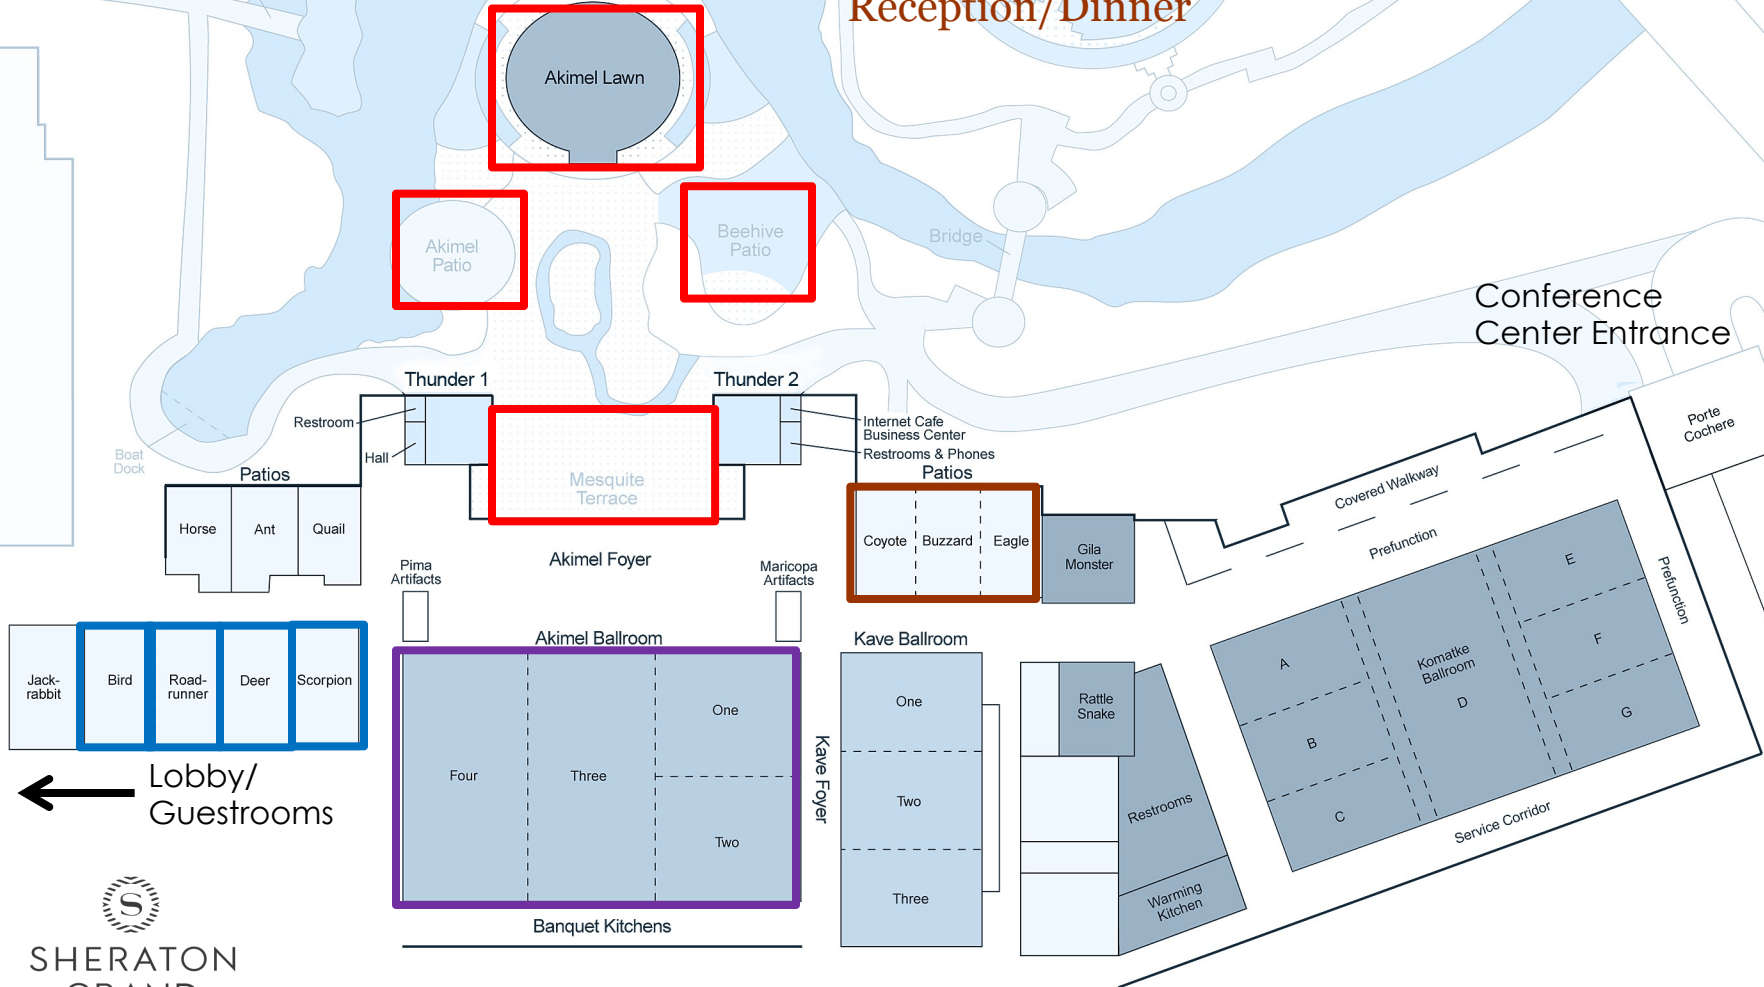 Reception/Dinner
Akimel Lawn
Akimel
Patio
Beehive
Patio
Bridge
Conference
Center Entrance
Thunder 1
Thunder 2
Restroom
Hall
Internet Cafe
Business Center
Restrooms & Phones
Boat
Dock
Patios
Patios
Mesquite
Terrace
Porte
Cochere
Covered Walkway
Prefunction
Prefunction
Horse
Ant
Quail
Akimel Foyer
Coyote
Buzzard
Eagle
Gila
Monster
Pima
Artifacts
Maricopa
Artifacts
Akimel Ballroom
Kave Ballroom
Jack-
rabbit
Bird
Road-
runner
Deer
Scorpion
Four
Three
One
Two
Kave Foyer
One
Two
Three
Rattle
Snake
Restrooms
Warming
Kitchen
A
B
C
Komatke
Ballroom
D
E
F
G
Service Corridor
Lobby/
Guestrooms
Banquet Kitchens
S
SHERATON
GRAND